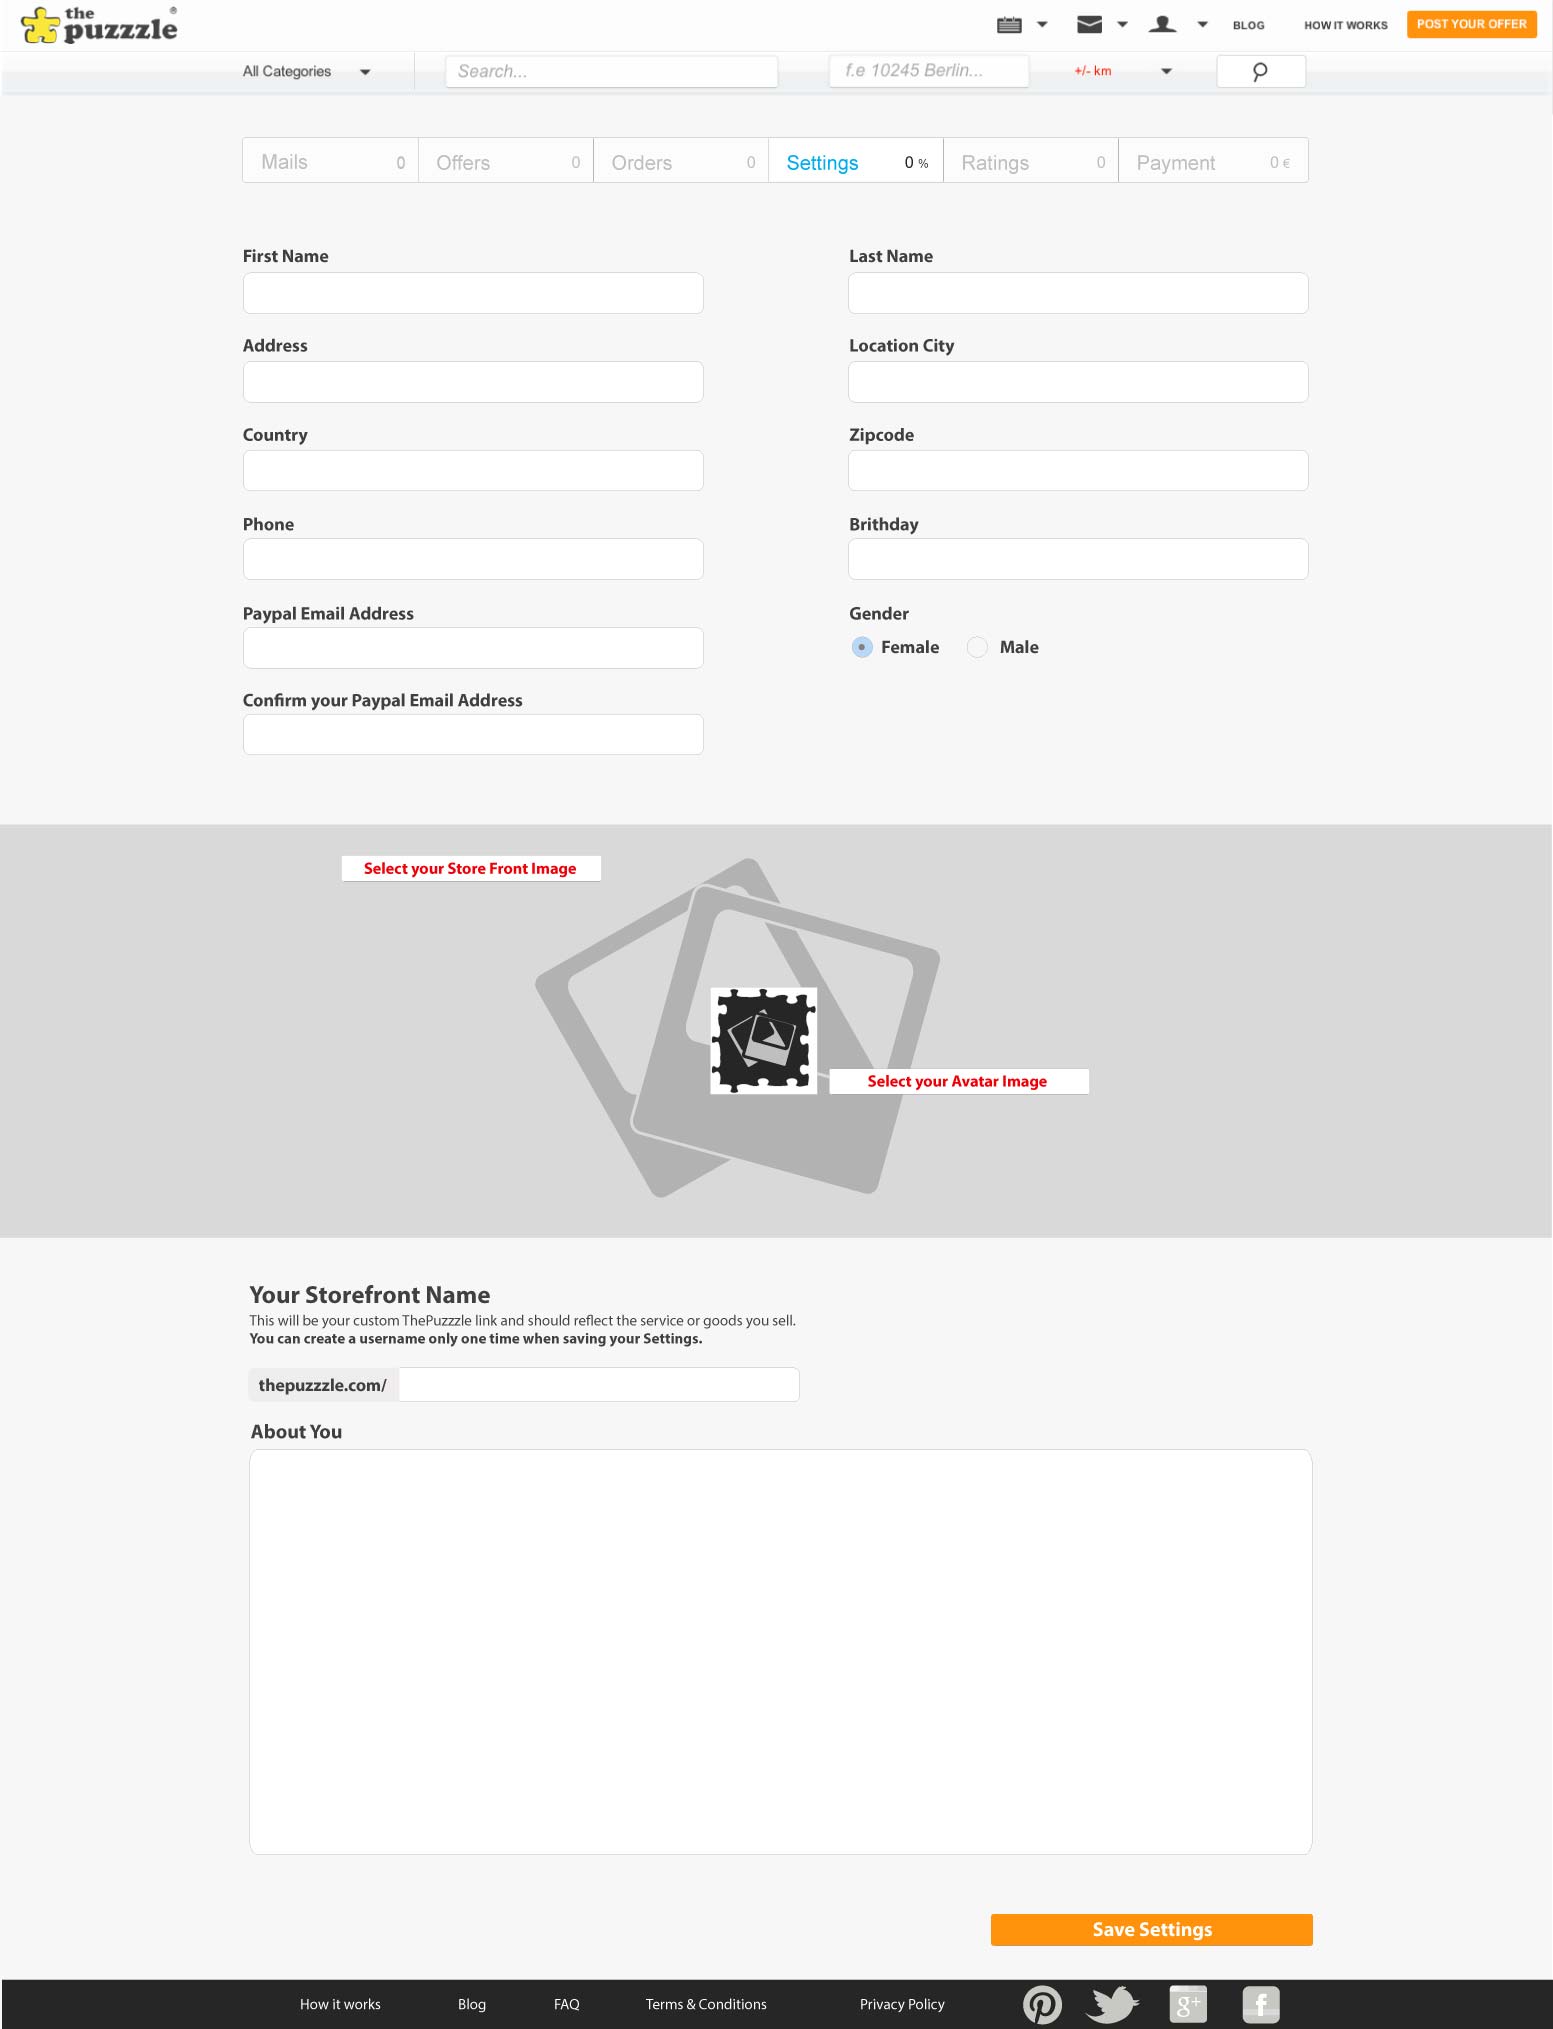 the puzzzle®
BLOG
HOW IT WORKS
POST YOUR OFFER
All Categories
Search...
f.e 10245 Berlin...
+/- km
Mails 0
Offers 0
Orders 0
Settings 0 %
Ratings 0
Payment 0 €
First Name
Last Name
Address
Location City
Country
Zipcode
Phone
Brithday
Paypal Email Address
Gender
Female
Male
Confirm your Paypal Email Address
Select your Store Front Image
Select your Avatar Image
Your Storefront Name
This will be your custom ThePuzzzle link and should reflect the service or goods you sell.
You can create a username only one time when saving your Settings.
thepuzzzle.com/
About You
Save Settings
How it works
Blog
FAQ
Terms & Conditions
Privacy Policy
g+
f